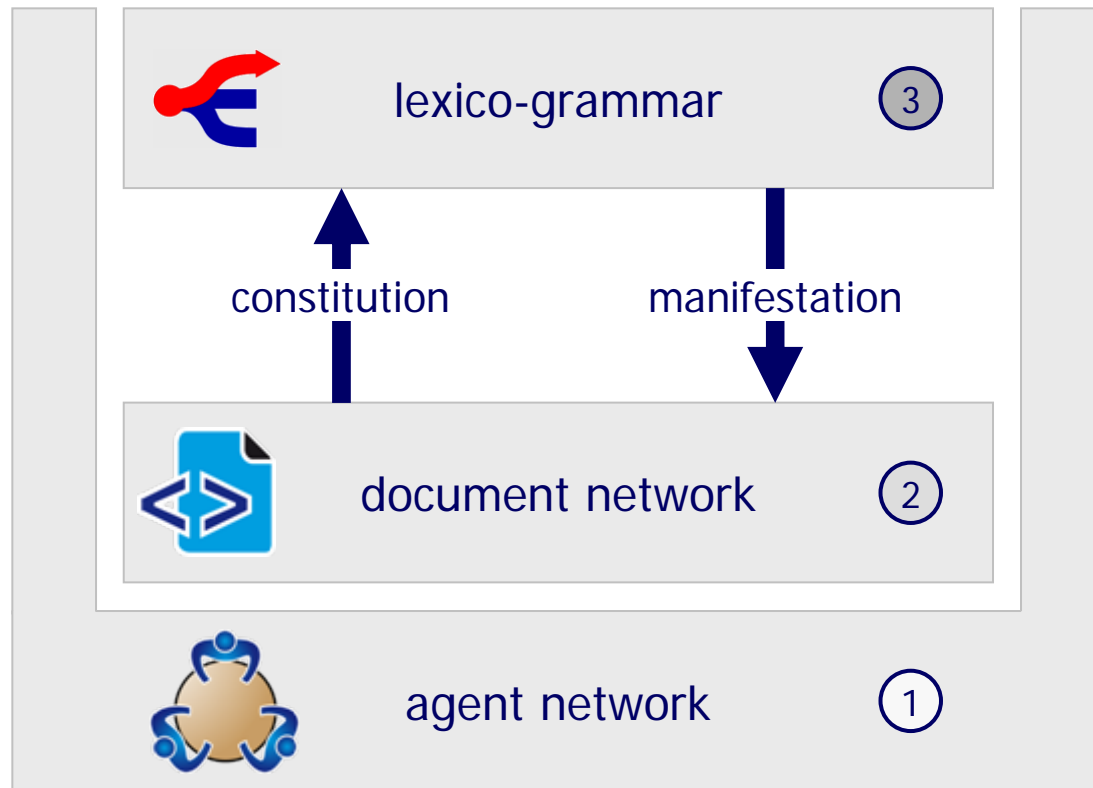 lexico-grammar 3
constitution manifestation
document network 2
agent network 1